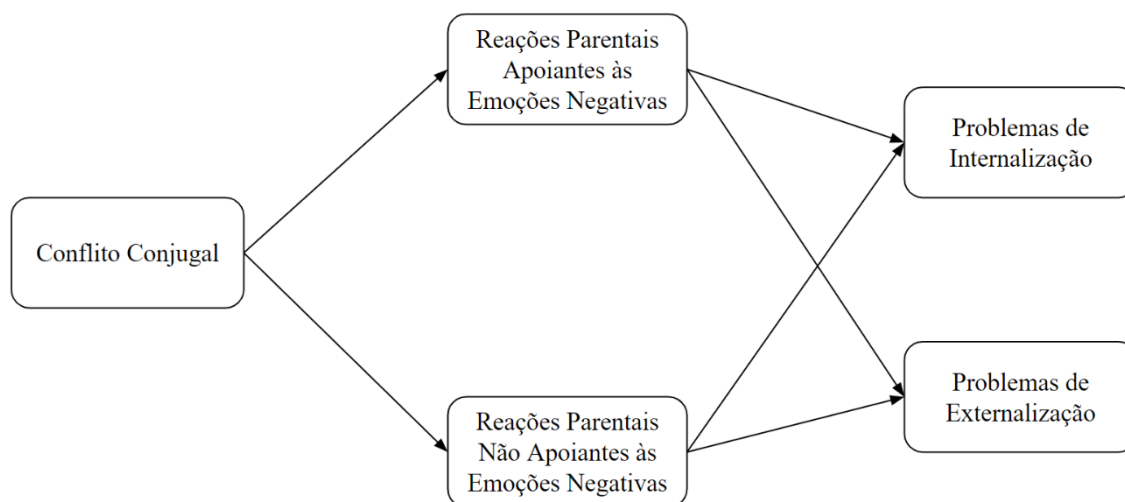 Reações Parentais
Apoiantes às
Emoções Negativas
Problemas de
Internalização
Conflito Conjugal
Problemas de
Externalização
Reações Parentais
Não Apoiantes às
Emoções Negativas